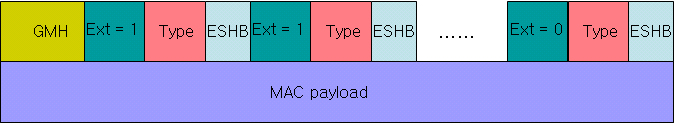 GMH Ext = 1 Type ESHB Ext = 1 Type ESHB …… Ext = 0 Type ESHB
MAC payload